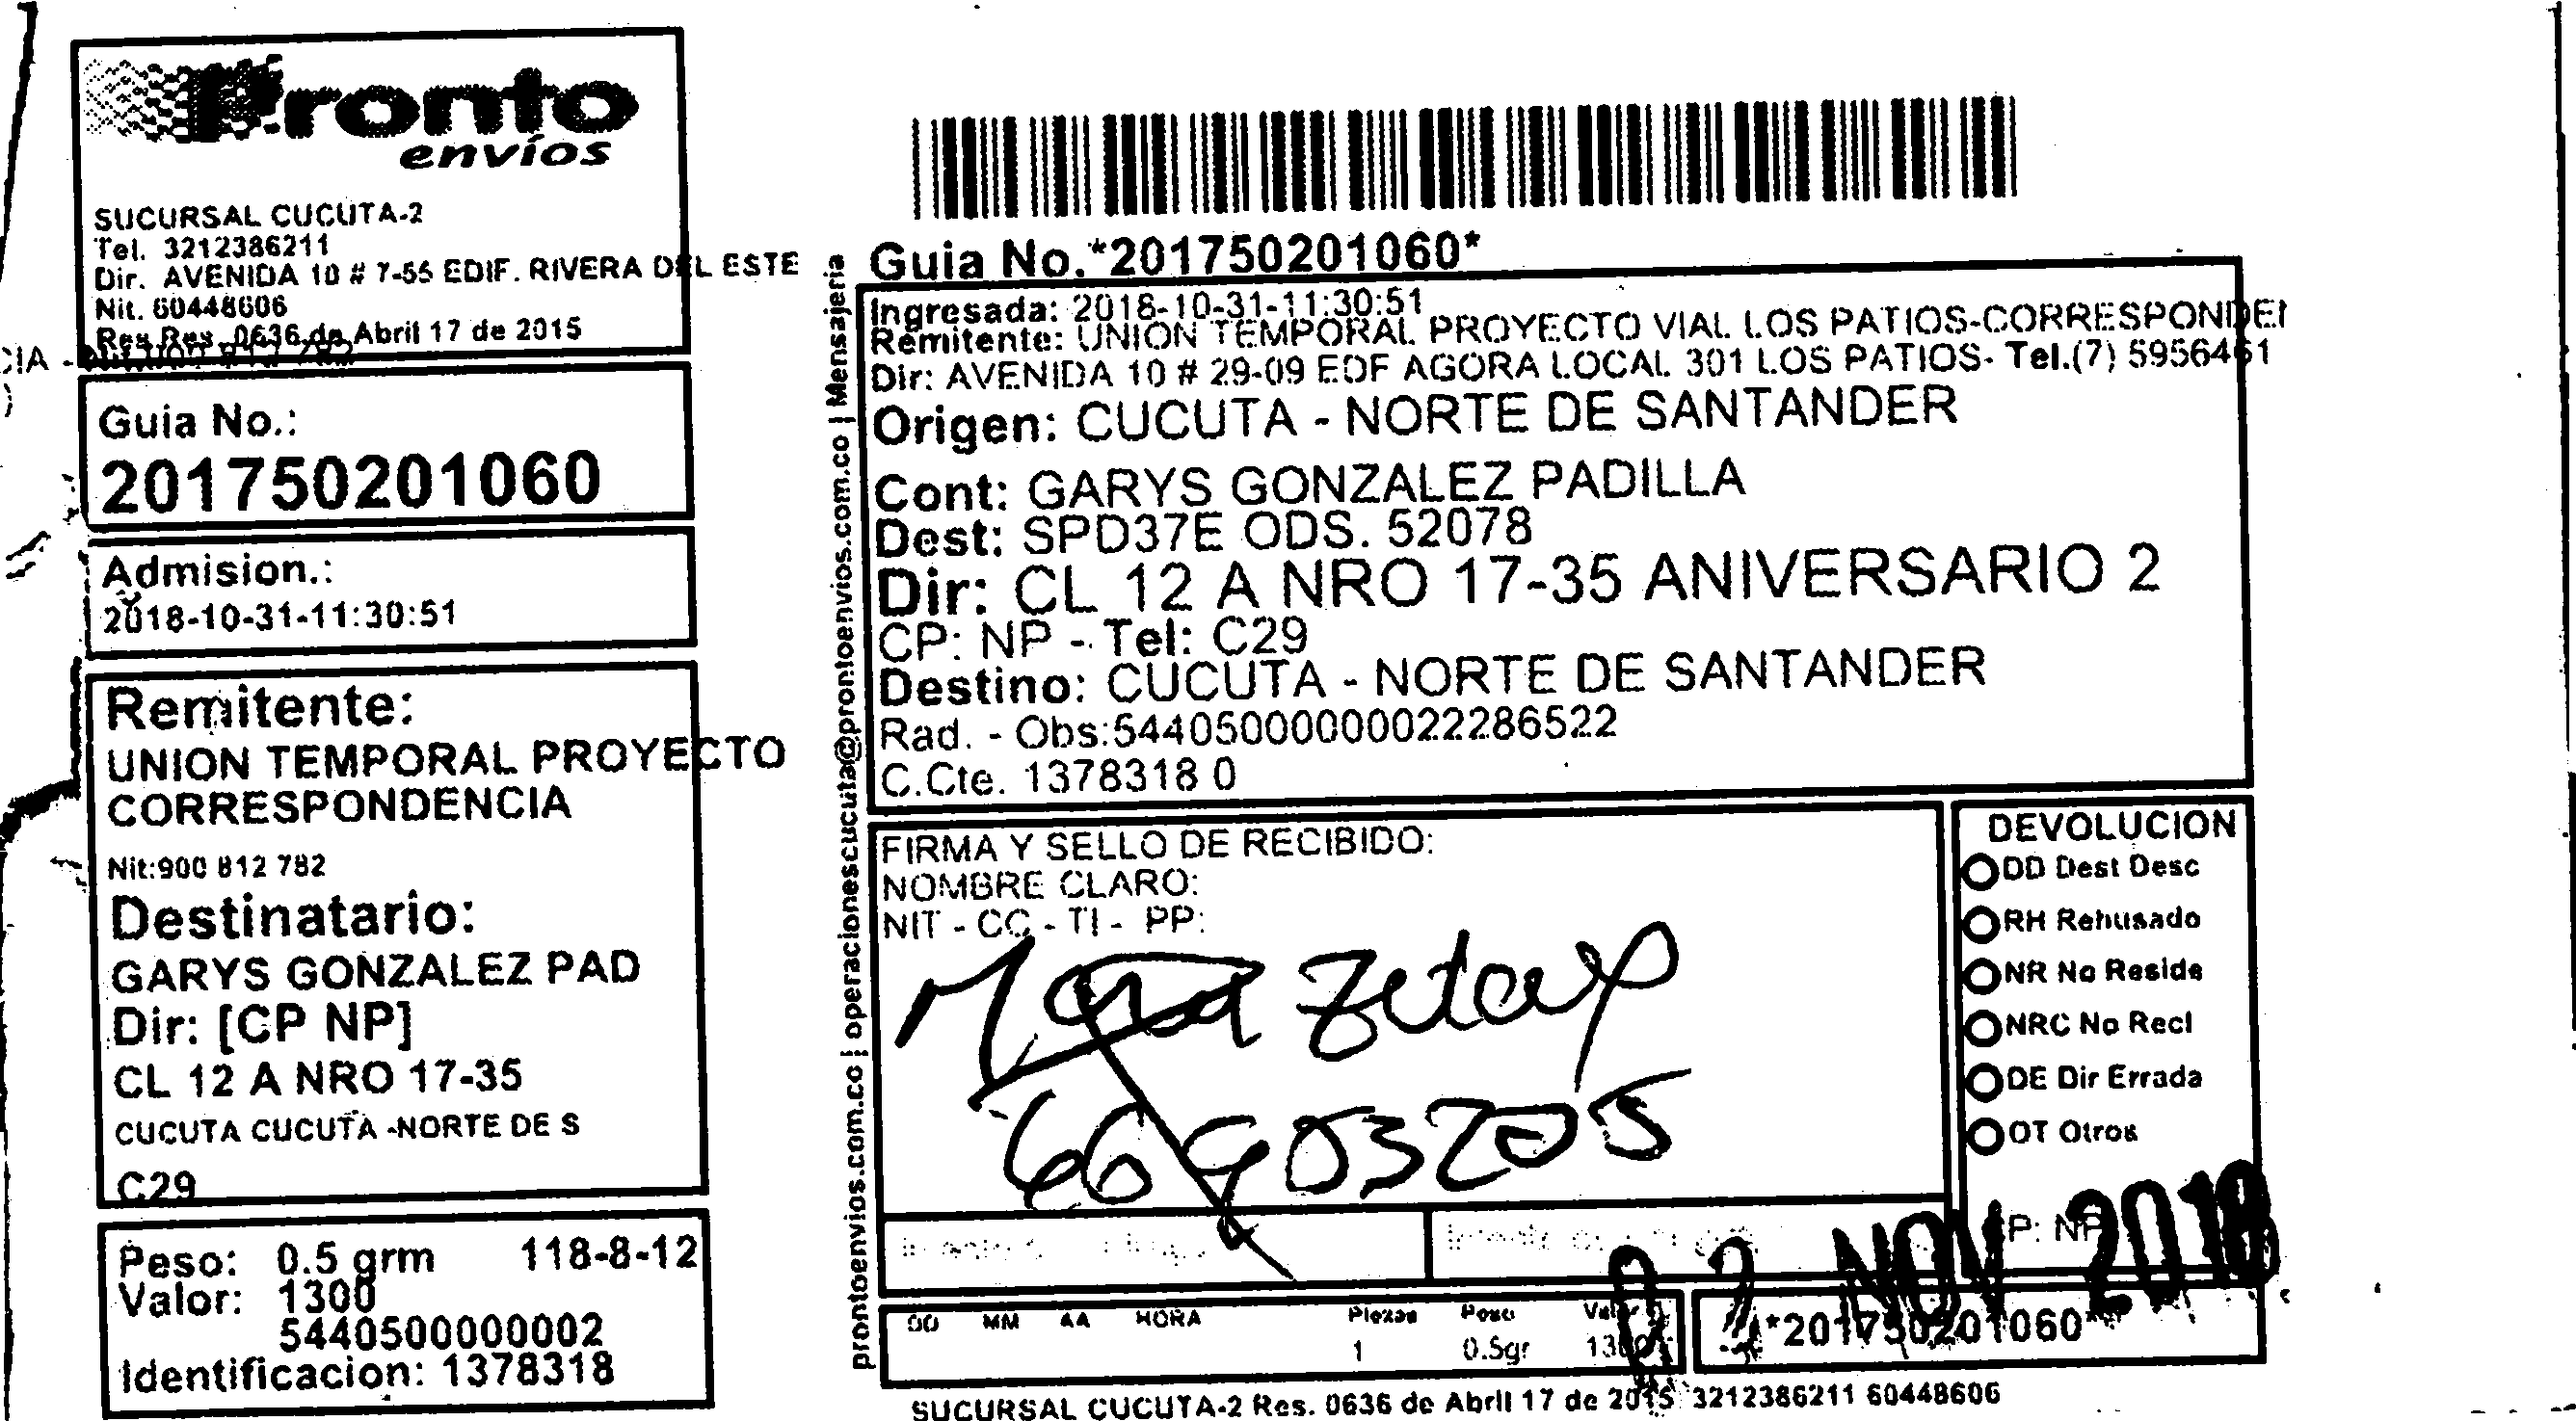 Pronto
envíos
SUCURSAL CUCUTA-2
Tel. 3212386211
Dir. AVENIDA 10 # 7-55 EDIF. RIVERA DEL ESTE
Nit. 60448606
Res Res. 0636 de Abril 17 de 2015
CIA -
Guia No.:
201750201060
Admision.:
2018-10-31-11:30:51
Remitente:
UNION TEMPORAL PROYECTO
CORRESPONDENCIA
Nit:900 812 782
Destinatario:
GARYS GONZALEZ PAD
Dir: [CP NP]
CL 12 A NRO 17-35
CUCUTA CUCUTA -NORTE DE S
C29
Peso: 0.5 grm 118-8-12
Valor: 1300
5440500000002
Identificacion: 1378318
prontoenvios.com.co | operacionescucuta@prontoenvios.com.co | Mensajeria
Guia No.*201750201060*
Ingresada: 2018-10-31-11:30:51
Remitente: UNION TEMPORAL PROYECTO VIAL LOS PATIOS-CORRESPONDEN
Dir: AVENIDA 10 # 29-09 EDF AGORA LOCAL 301 LOS PATIOS- Tel.(7) 5956461
Origen: CUCUTA - NORTE DE SANTANDER
Cont: GARYS GONZALEZ PADILLA
Dest: SPD37E ODS. 52078
Dir: CL 12 A NRO 17-35 ANIVERSARIO 2
CP: NP - Tel: C29
Destino: CUCUTA - NORTE DE SANTANDER
Rad. - Obs:544050000000022286522
C.Cte. 1378318 0
FIRMA Y SELLO DE RECIBIDO:
NOMBRE CLARO:
NIT - CC - TI - PP:
DEVOLUCION
DD Dest Desc
RH Rehusado
NR No Reside
NRC No Recl
DE Dir Errada
OT Otros
P: NP
02 NOV 2018
DD MM AA HORA Piezas Peso Valor
1 0.5gr 1300
*201750201060*
SUCURSAL CUCUTA-2 Res. 0636 de Abril 17 de 2015 3212386211 60448606